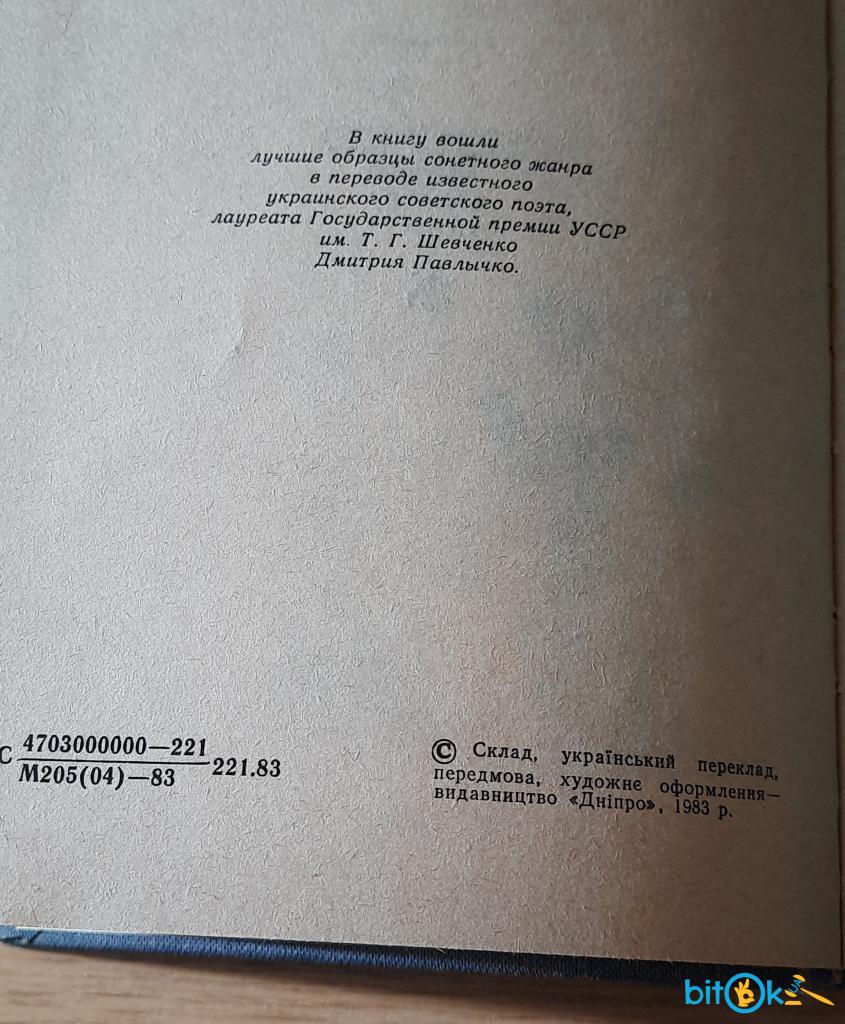 В книгу вошли
лучшие образцы сонетного жанра
в переводе известного
украинского советского поэта,
лауреата Государственной премии УССР
им. Т. Г. Шевченко
Дмитрия Павлычко.
С 4703000000—221
М205(04)—83
221.83
© Склад, український переклад,
передмова, художнє оформлення—
видавництво «Дніпро», 1983 р.
bitok.ua